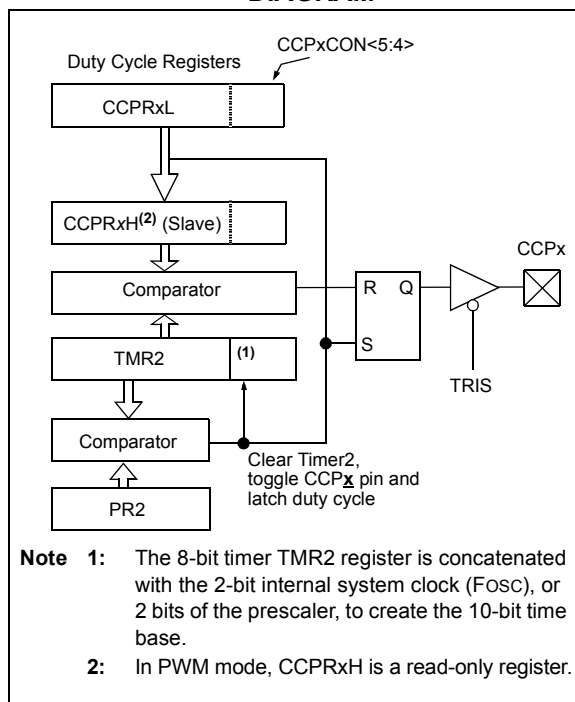 DIAGRAM
Duty Cycle Registers
CCPxCON<5:4>
CCPRxL
CCPRxH(2) (Slave)
CCPx
Comparator
R Q
S
TRIS
TMR2
(1)
Comparator
Clear Timer2,
toggle CCPx pin and
latch duty cycle
PR2
Note 1: The 8-bit timer TMR2 register is concatenated
with the 2-bit internal system clock (FOSC), or
2 bits of the prescaler, to create the 10-bit time
base.
2: In PWM mode, CCPRxH is a read-only register.